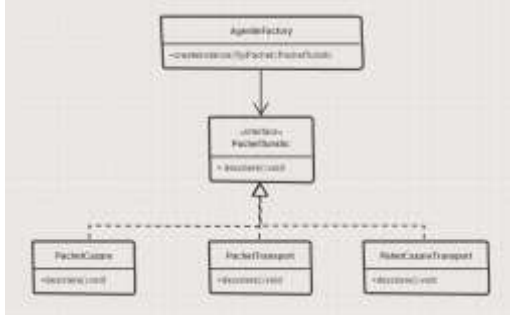 AgentieFactory
«interface»
PachetTuristic
+ descriere():void
PachetCazare
PachetTransport
PachetCazareTransport
+descriere():void
+descriere():void
+descriere():void